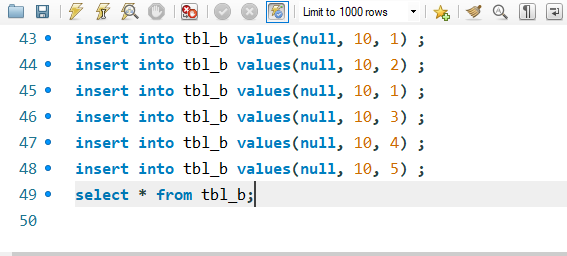 Limit to 1000 rows
43 insert into tbl_b values(null, 10, 1) ;
44 insert into tbl_b values(null, 10, 2) ;
45 insert into tbl_b values(null, 10, 1) ;
46 insert into tbl_b values(null, 10, 3) ;
47 insert into tbl_b values(null, 10, 4) ;
48 insert into tbl_b values(null, 10, 5) ;
49 select * from tbl_b;
50